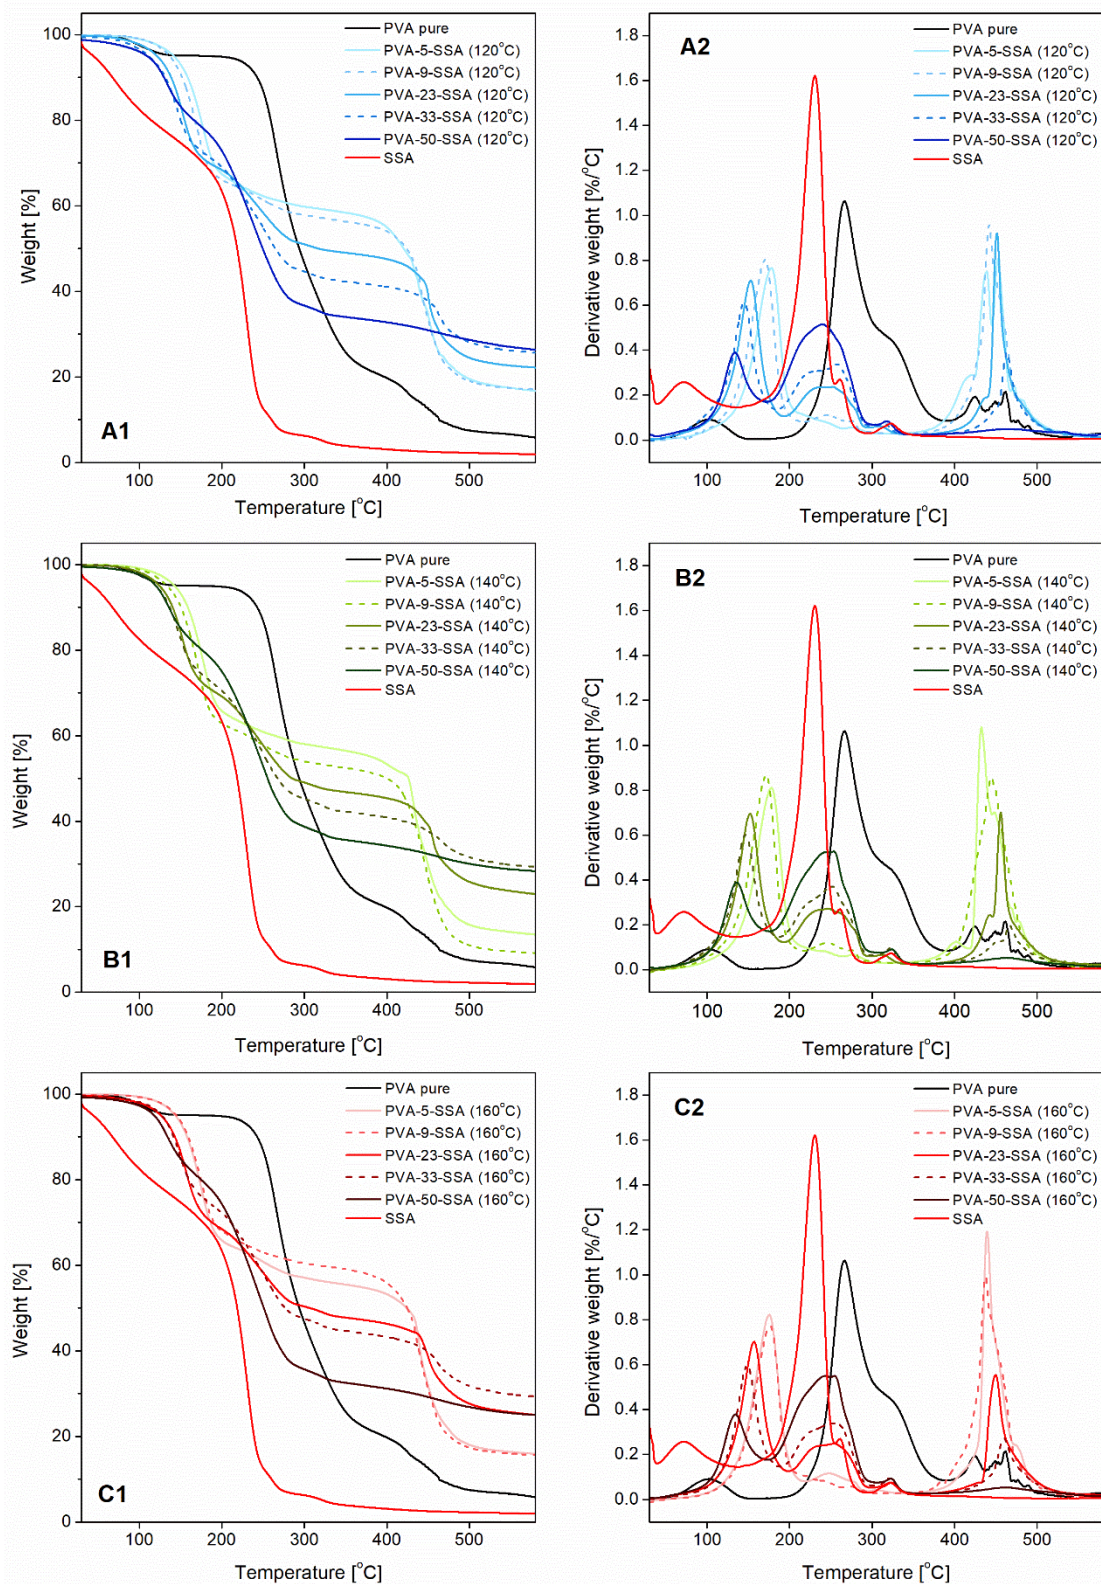 A1
PVA pure
PVA-5-SSA (120°C)
PVA-9-SSA (120°C)
PVA-23-SSA (120°C)
PVA-33-SSA (120°C)
PVA-50-SSA (120°C)
SSA
Weight [%]
100
80
60
40
20
0
100 200 300 400 500
Temperature [°C]
A2
PVA pure
PVA-5-SSA (120°C)
PVA-9-SSA (120°C)
PVA-23-SSA (120°C)
PVA-33-SSA (120°C)
PVA-50-SSA (120°C)
SSA
Derivative weight [%/°C]
1.8
1.6
1.4
1.2
1.0
0.8
0.6
0.4
0.2
0.0
100 200 300 400 500
Temperature [°C]
B1
PVA pure
PVA-5-SSA (140°C)
PVA-9-SSA (140°C)
PVA-23-SSA (140°C)
PVA-33-SSA (140°C)
PVA-50-SSA (140°C)
SSA
Weight [%]
100
80
60
40
20
0
100 200 300 400 500
Temperature [°C]
B2
PVA pure
PVA-5-SSA (140°C)
PVA-9-SSA (140°C)
PVA-23-SSA (140°C)
PVA-33-SSA (140°C)
PVA-50-SSA (140°C)
SSA
Derivative weight [%/°C]
1.8
1.6
1.4
1.2
1.0
0.8
0.6
0.4
0.2
0.0
100 200 300 400 500
Temperature [°C]
C1
PVA pure
PVA-5-SSA (160°C)
PVA-9-SSA (160°C)
PVA-23-SSA (160°C)
PVA-33-SSA (160°C)
PVA-50-SSA (160°C)
SSA
Weight [%]
100
80
60
40
20
0
100 200 300 400 500
Temperature [°C]
C2
PVA pure
PVA-5-SSA (160°C)
PVA-9-SSA (160°C)
PVA-23-SSA (160°C)
PVA-33-SSA (160°C)
PVA-50-SSA (160°C)
SSA
Derivative weight [%/°C]
1.8
1.6
1.4
1.2
1.0
0.8
0.6
0.4
0.2
0.0
100 200 300 400 500
Temperature [°C]